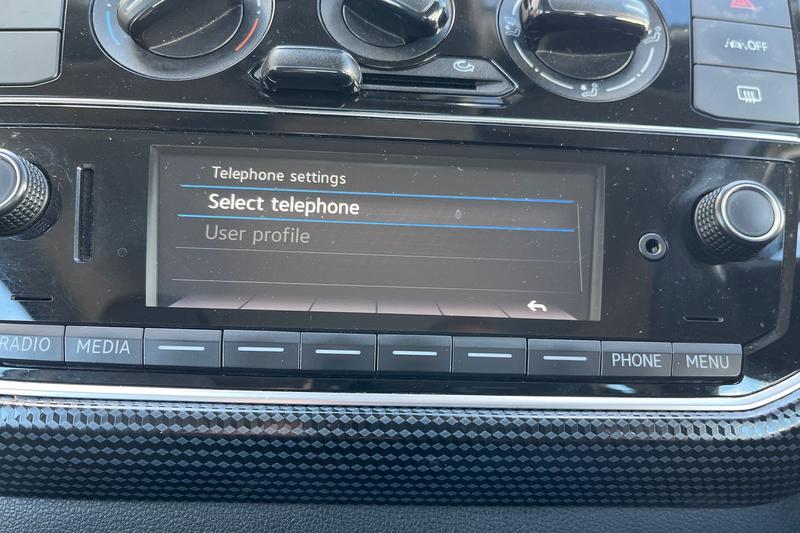 OFF
Telephone settings
Select telephone
User profile
RADIO
MEDIA
PHONE
MENU